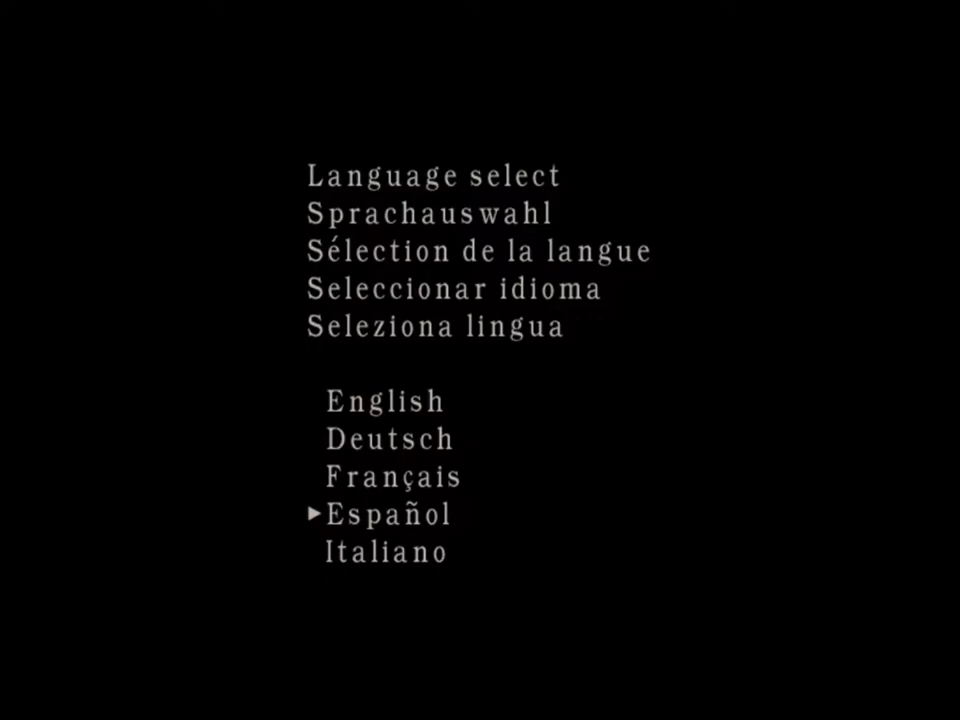 Language select
Sprachauswahl
Sélection de la langue
Seleccionar idioma
Seleziona lingua
English
Deutsch
Français
Español
Italiano